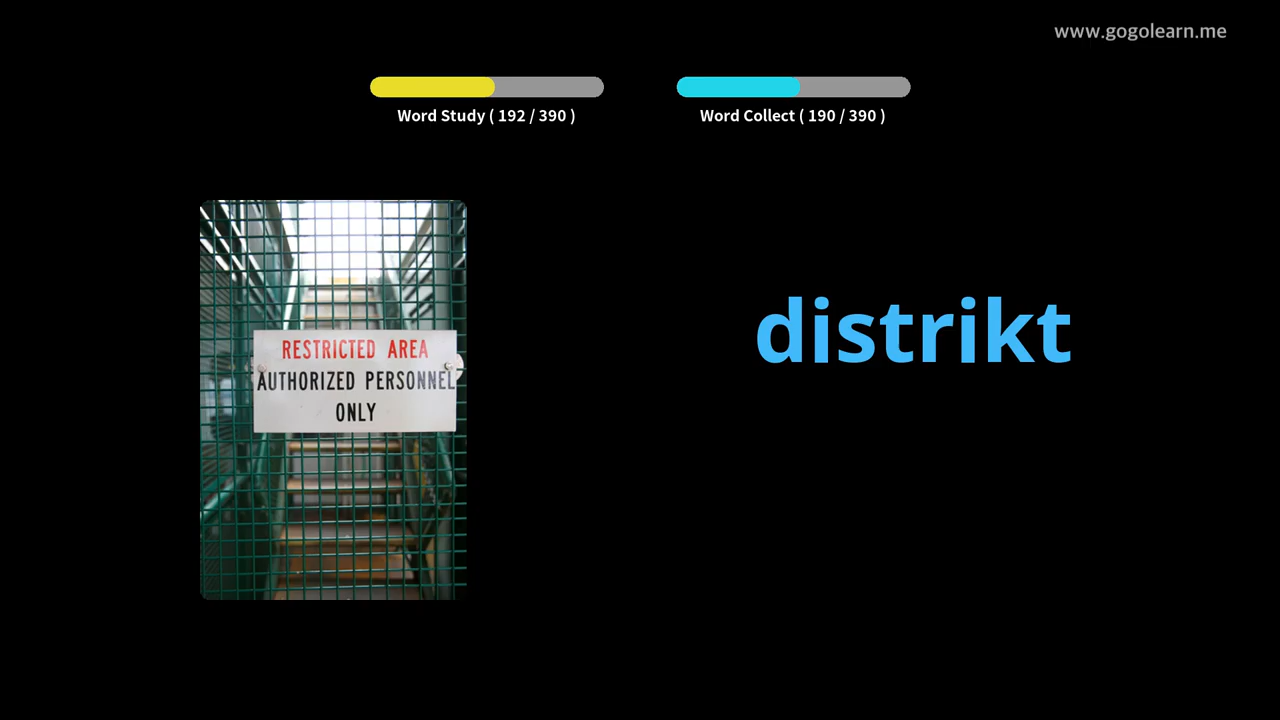 www.gogolearn.me
Word Study ( 192 / 390 )
Word Collect ( 190 / 390 )
RESTRICTED AREA
AUTHORIZED PERSONNEL
ONLY
distrikt